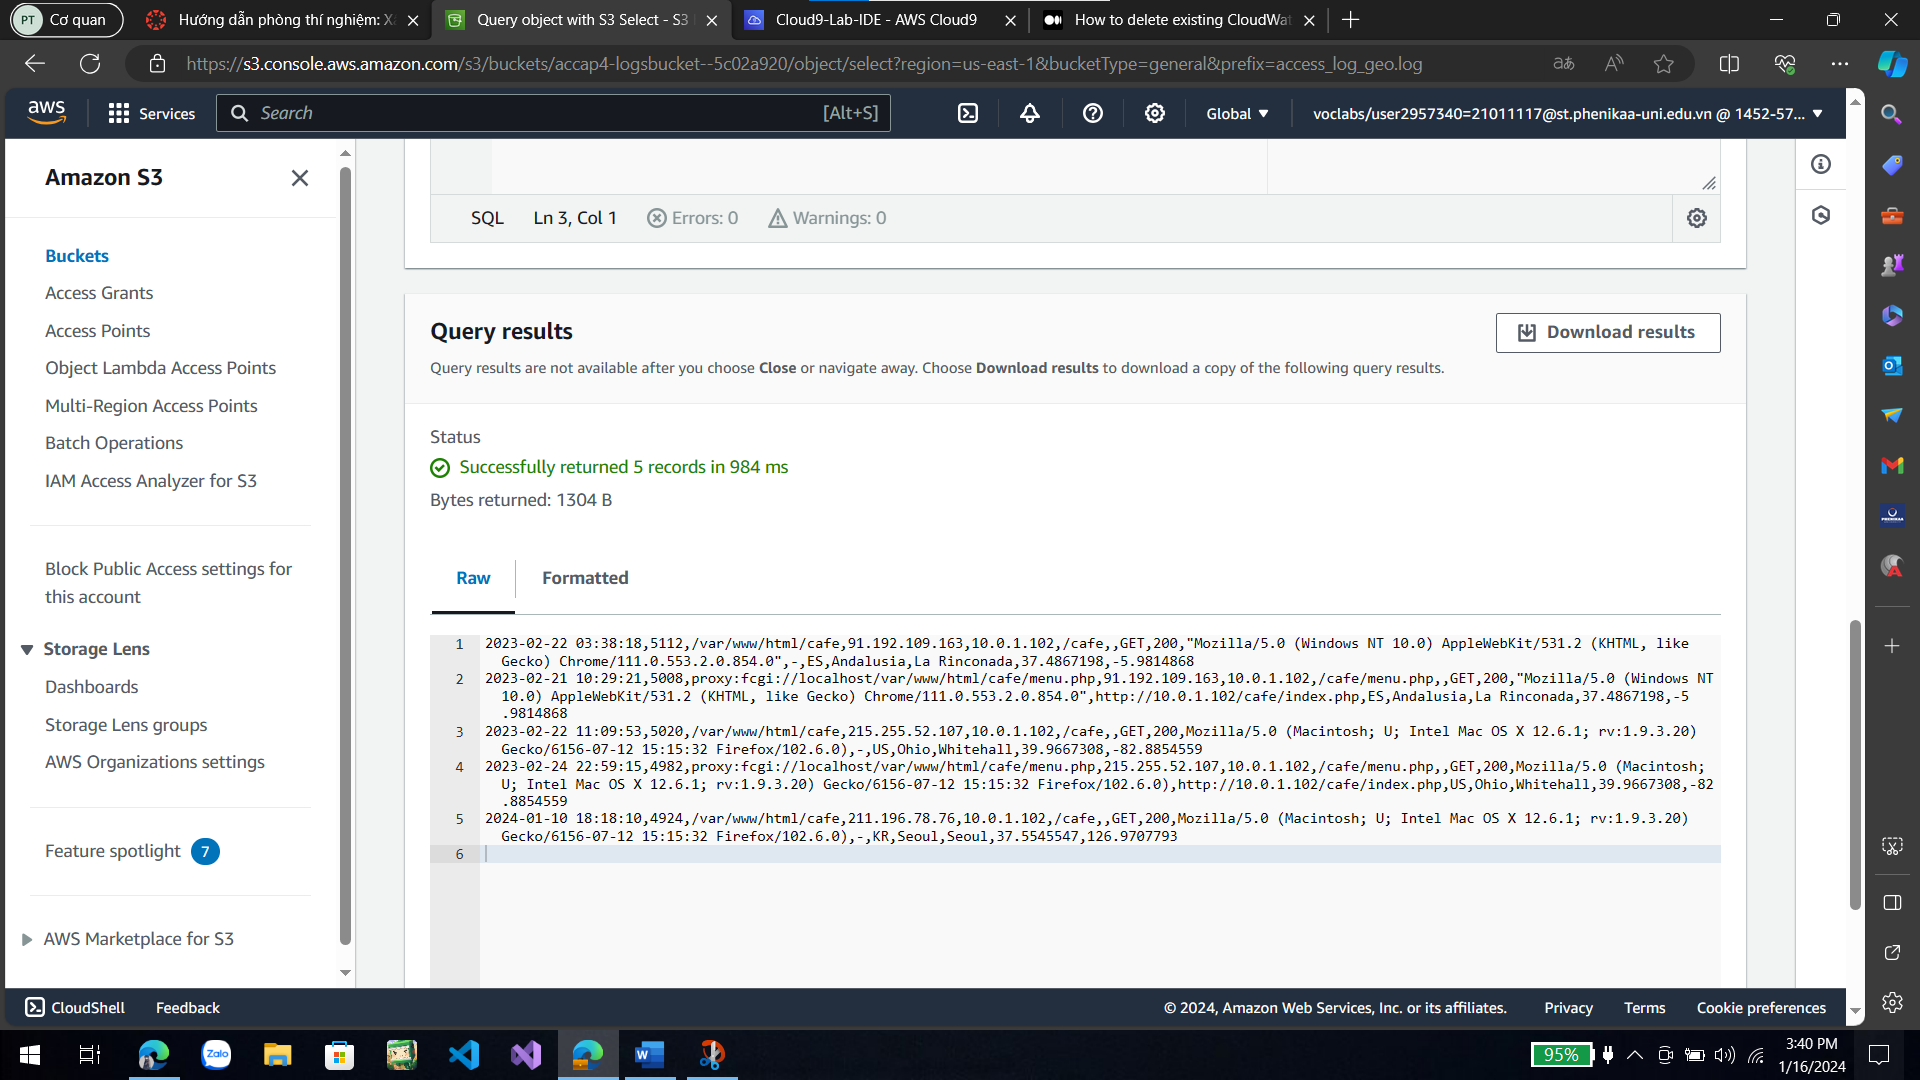 PT Cơ quan
Hướng dẫn phòng thí nghiệm: X
Query object with S3 Select - S3
Cloud9-Lab-IDE - AWS Cloud9
How to delete existing CloudWat
https://s3.console.aws.amazon.com/s3/buckets/accap4-logsbucket--5c02a920/object/select?region=us-east-1&bucketType=general&prefix=access_log_geo.log
aws
Services
Search
[Alt+S]
Global
voclabs/user2957340=21011117@st.phenikaa-uni.edu.vn @ 1452-57...
Amazon S3
Buckets
Access Grants
Access Points
Object Lambda Access Points
Multi-Region Access Points
Batch Operations
IAM Access Analyzer for S3
Block Public Access settings for
this account
Storage Lens
Dashboards
Storage Lens groups
AWS Organizations settings
Feature spotlight 7
AWS Marketplace for S3
SQL Ln 3, Col 1 Errors: 0 Warnings: 0
Query results
Download results
Query results are not available after you choose Close or navigate away. Choose Download results to download a copy of the following query results.
Status
Successfully returned 5 records in 984 ms
Bytes returned: 1304 B
Raw Formatted
1 2023-02-22 03:38:18,5112,/var/www/html/cafe,91.192.109.163,10.0.1.102,/cafe,,GET,200,"Mozilla/5.0 (Windows NT 10.0) AppleWebKit/531.2 (KHTML, like
Gecko) Chrome/111.0.553.2.0.854.0",-,ES,Andalusia,La Rinconada,37.4867198,-5.9814868
2 2023-02-21 10:29:21,5008,proxy:fcgi://localhost/var/www/html/cafe/menu.php,91.192.109.163,10.0.1.102,/cafe/menu.php,,GET,200,"Mozilla/5.0 (Windows NT
10.0) AppleWebKit/531.2 (KHTML, like Gecko) Chrome/111.0.553.2.0.854.0",http://10.0.1.102/cafe/index.php,ES,Andalusia,La Rinconada,37.4867198,-5
.9814868
3 2023-02-22 11:09:53,5020,/var/www/html/cafe,215.255.52.107,10.0.1.102,/cafe,,GET,200,Mozilla/5.0 (Macintosh; U; Intel Mac OS X 12.6.1; rv:1.9.3.20)
Gecko/6156-07-12 15:15:32 Firefox/102.6.0),-,US,Ohio,Whitehall,39.9667308,-82.8854559
4 2023-02-24 22:59:15,4982,proxy:fcgi://localhost/var/www/html/cafe/menu.php,215.255.52.107,10.0.1.102,/cafe/menu.php,,GET,200,Mozilla/5.0 (Macintosh;
U; Intel Mac OS X 12.6.1; rv:1.9.3.20) Gecko/6156-07-12 15:15:32 Firefox/102.6.0),http://10.0.1.102/cafe/index.php,US,Ohio,Whitehall,39.9667308,-82
.8854559
5 2024-01-10 18:18:10,4924,/var/www/html/cafe,211.196.78.76,10.0.1.102,/cafe,,GET,200,Mozilla/5.0 (Macintosh; U; Intel Mac OS X 12.6.1; rv:1.9.3.20)
Gecko/6156-07-12 15:15:32 Firefox/102.6.0),-,KR,Seoul,Seoul,37.5545547,126.9707793
6
CloudShell
Feedback
© 2024, Amazon Web Services, Inc. or its affiliates.
Privacy
Terms
Cookie preferences
Zalo
95%
3:40 PM
1/16/2024